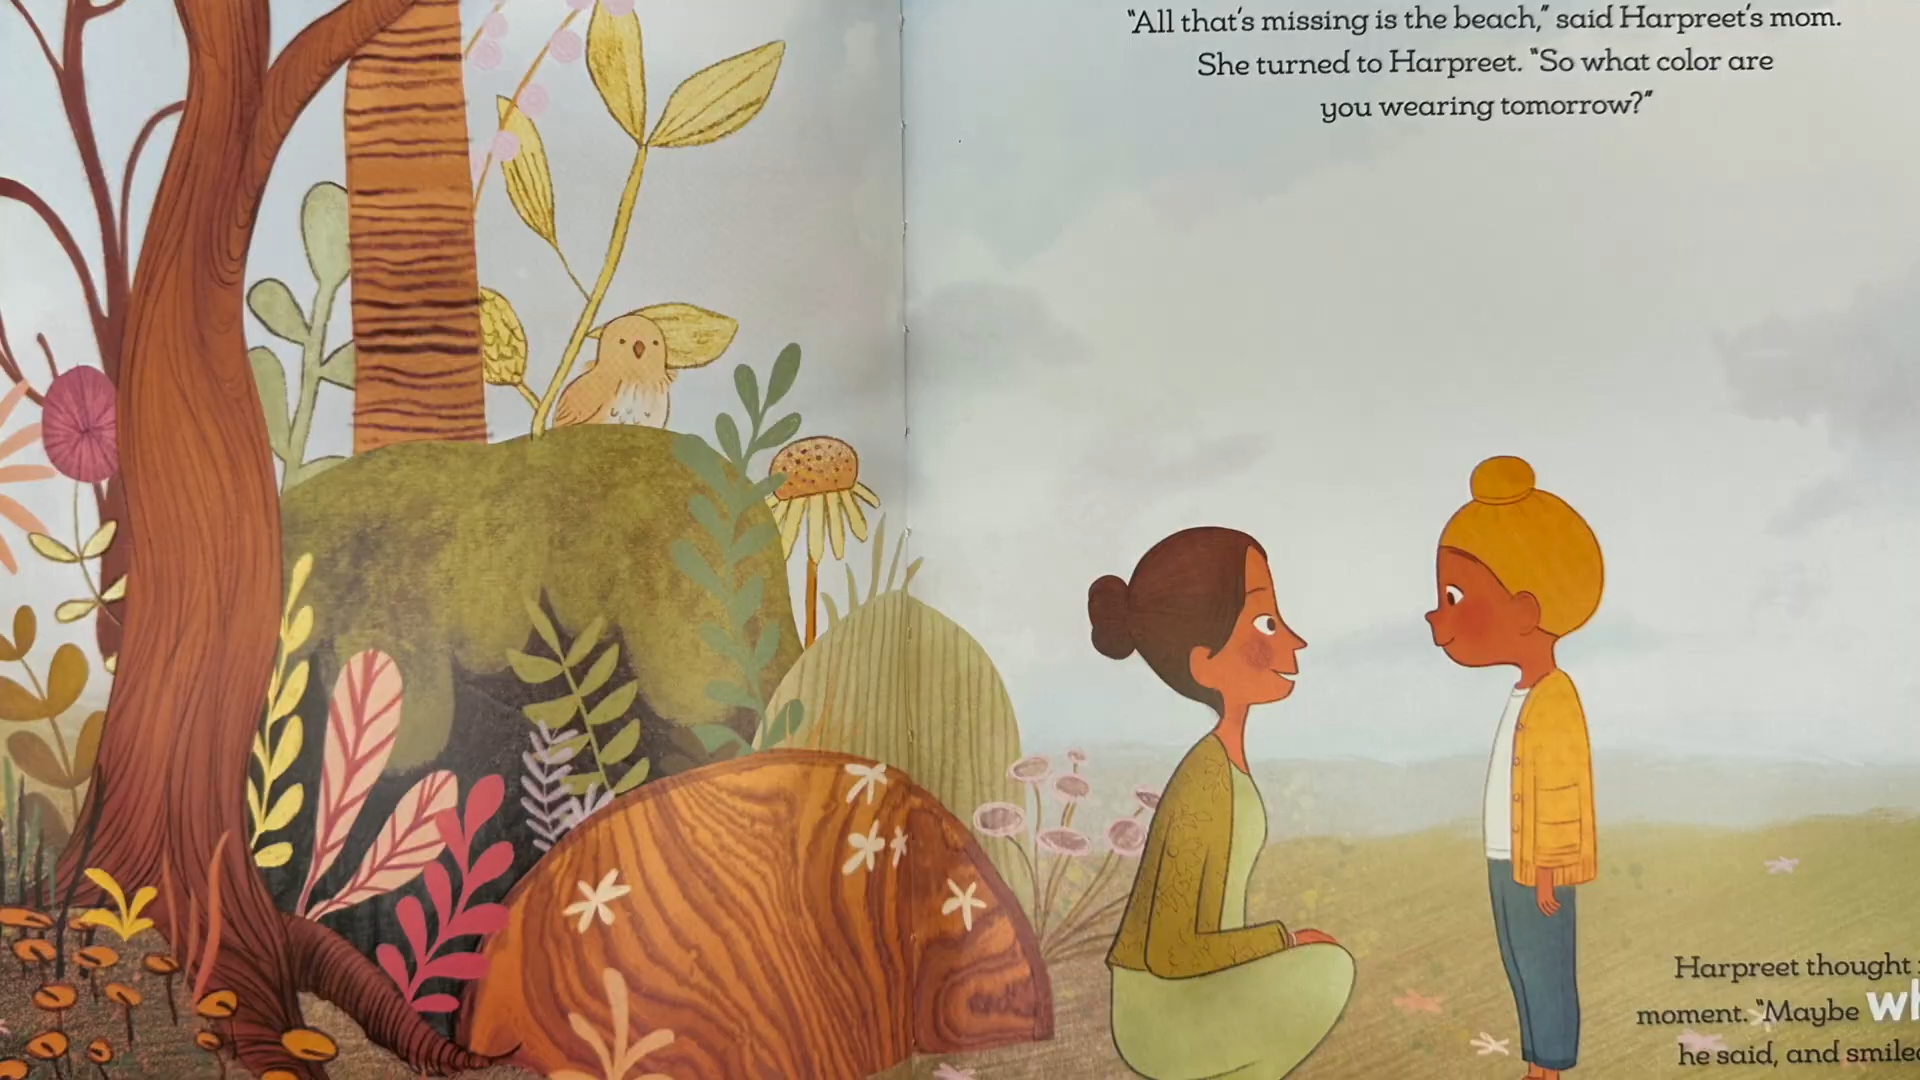 "All that's missing is the beach," said Harpreet's mom.
She turned to Harpreet. "So what color are
you wearing tomorrow?"
Harpreet thought
moment. "Maybe
he said, and